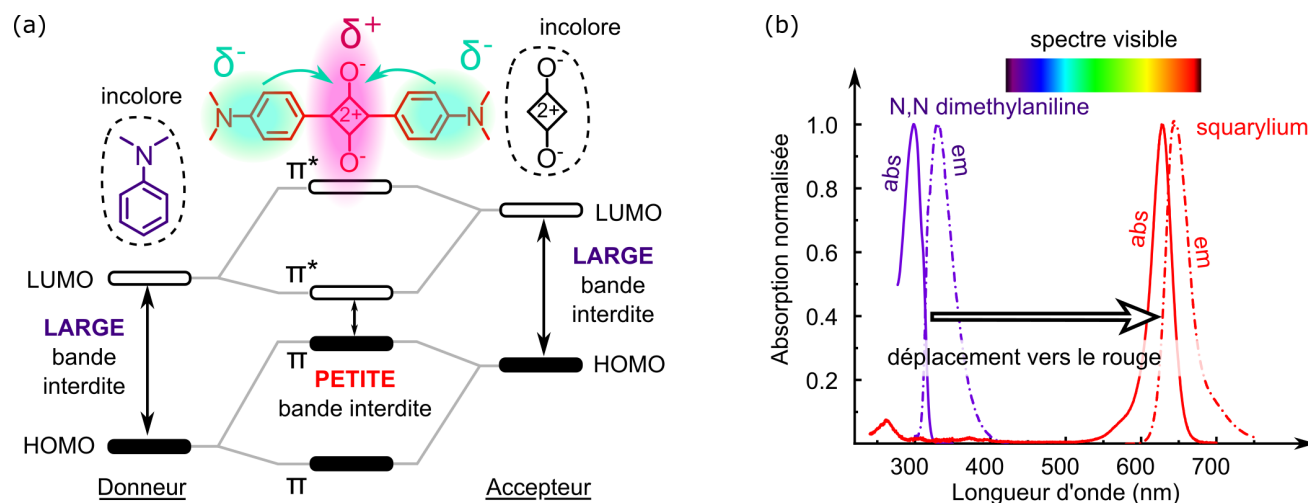 (a)
δ⁺
δ⁻
δ⁻
incolore
incolore
O⁻
O⁻
N
2+
N
2+
O⁻
O⁻
N
π*
LUMO
LARGE
bande
interdite
LUMO
π*
LARGE
bande
interdite
π
HOMO
PETITE
bande interdite
HOMO
π
Donneur
Accepteur
(b)
spectre visible
N,N dimethylaniline
squarylium
abs
em
abs
em
déplacement vers le rouge
Absorption normalisée
1.0
0.8
0.6
0.4
0.2
300
400
500
600
700
Longueur d'onde (nm)